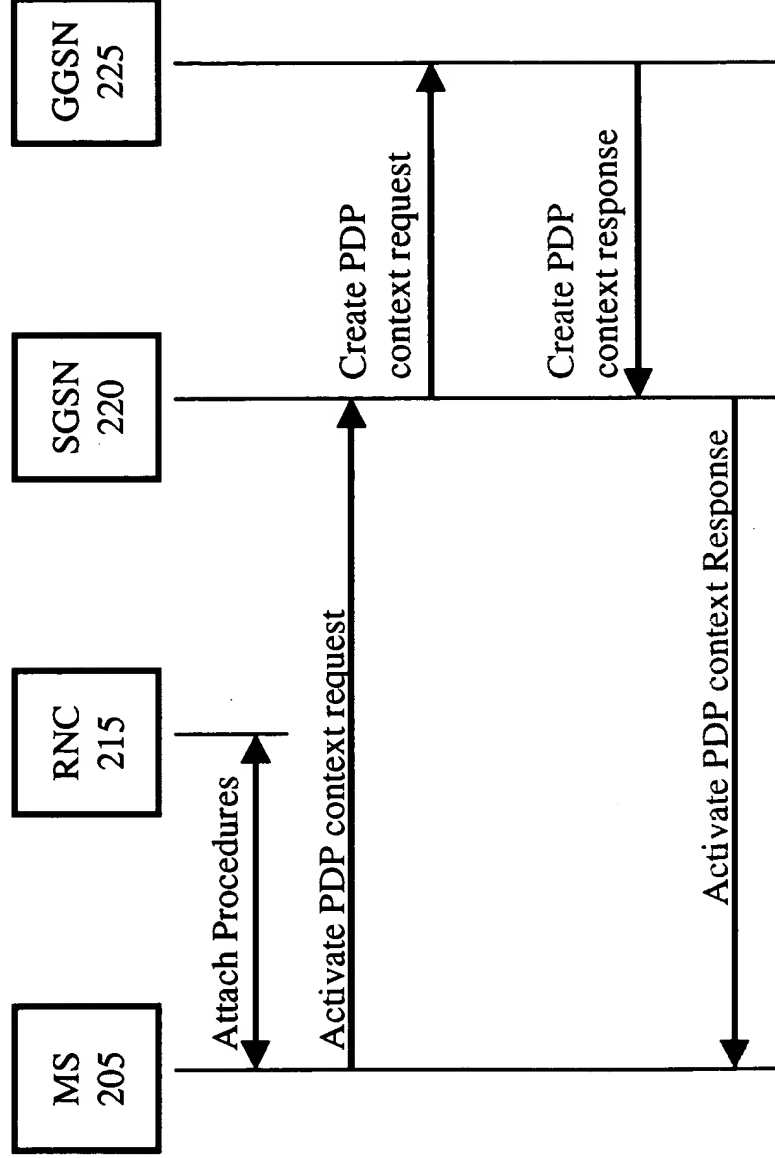 MS
205
RNC
215
SGSN
220
GGSN
225
Attach Procedures
Activate PDP context request
Create PDP
context request
Create PDP
context response
Activate PDP context Response